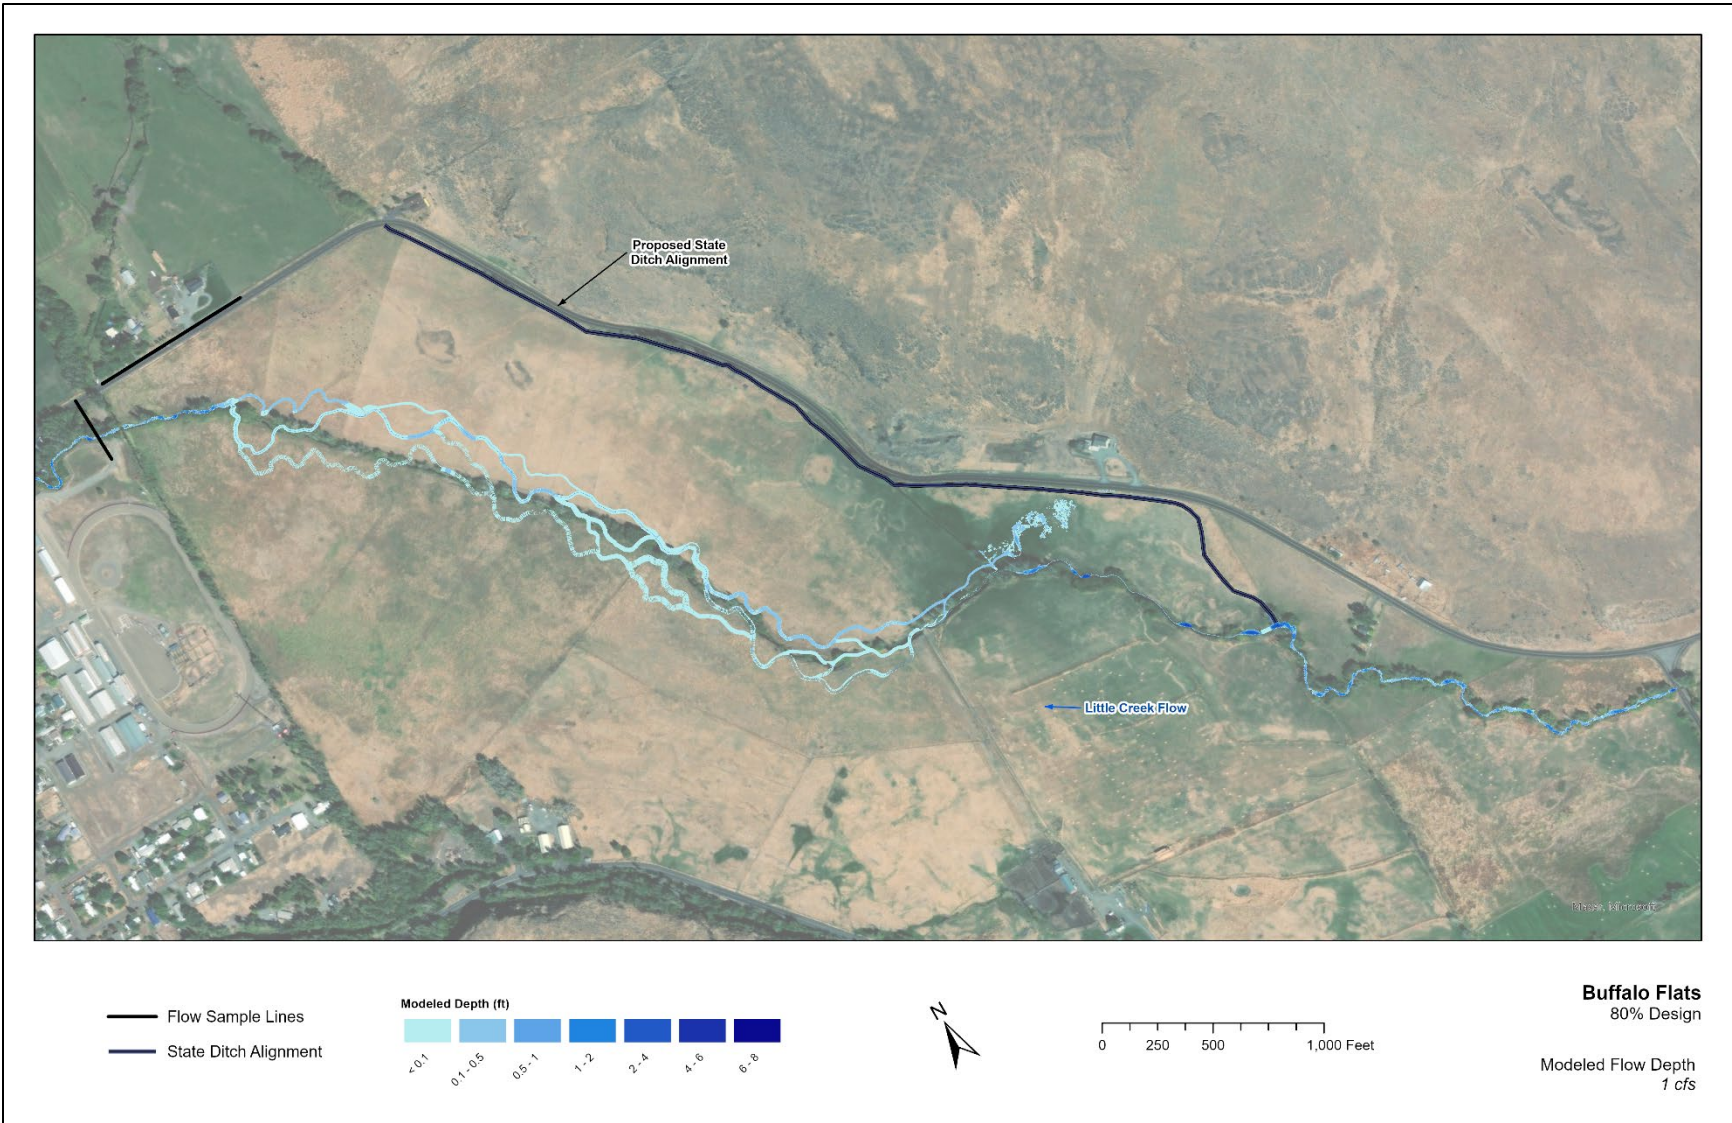 Proposed State
Ditch Alignment
Little Creek Flow
Maxar, Microsoft
Flow Sample Lines
State Ditch Alignment
Modeled Depth (ft)
< 0.1
0.1 - 0.5
0.5 - 1
1 - 2
2 - 4
4 - 6
6 - 8
N
0 250 500 1,000 Feet
Buffalo Flats
80% Design
Modeled Flow Depth
1 cfs